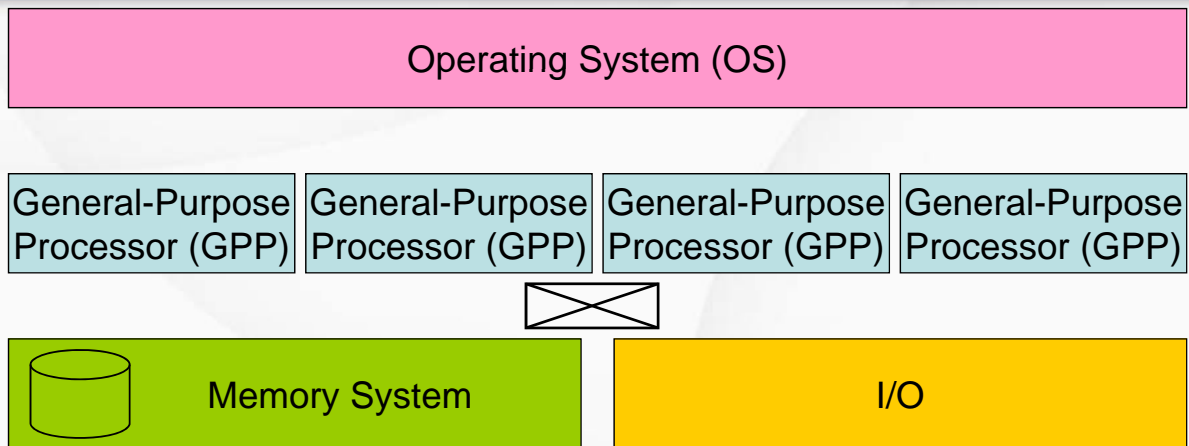 Operating System (OS)
General-Purpose
Processor (GPP)
General-Purpose
Processor (GPP)
General-Purpose
Processor (GPP)
General-Purpose
Processor (GPP)
Memory System
I/O